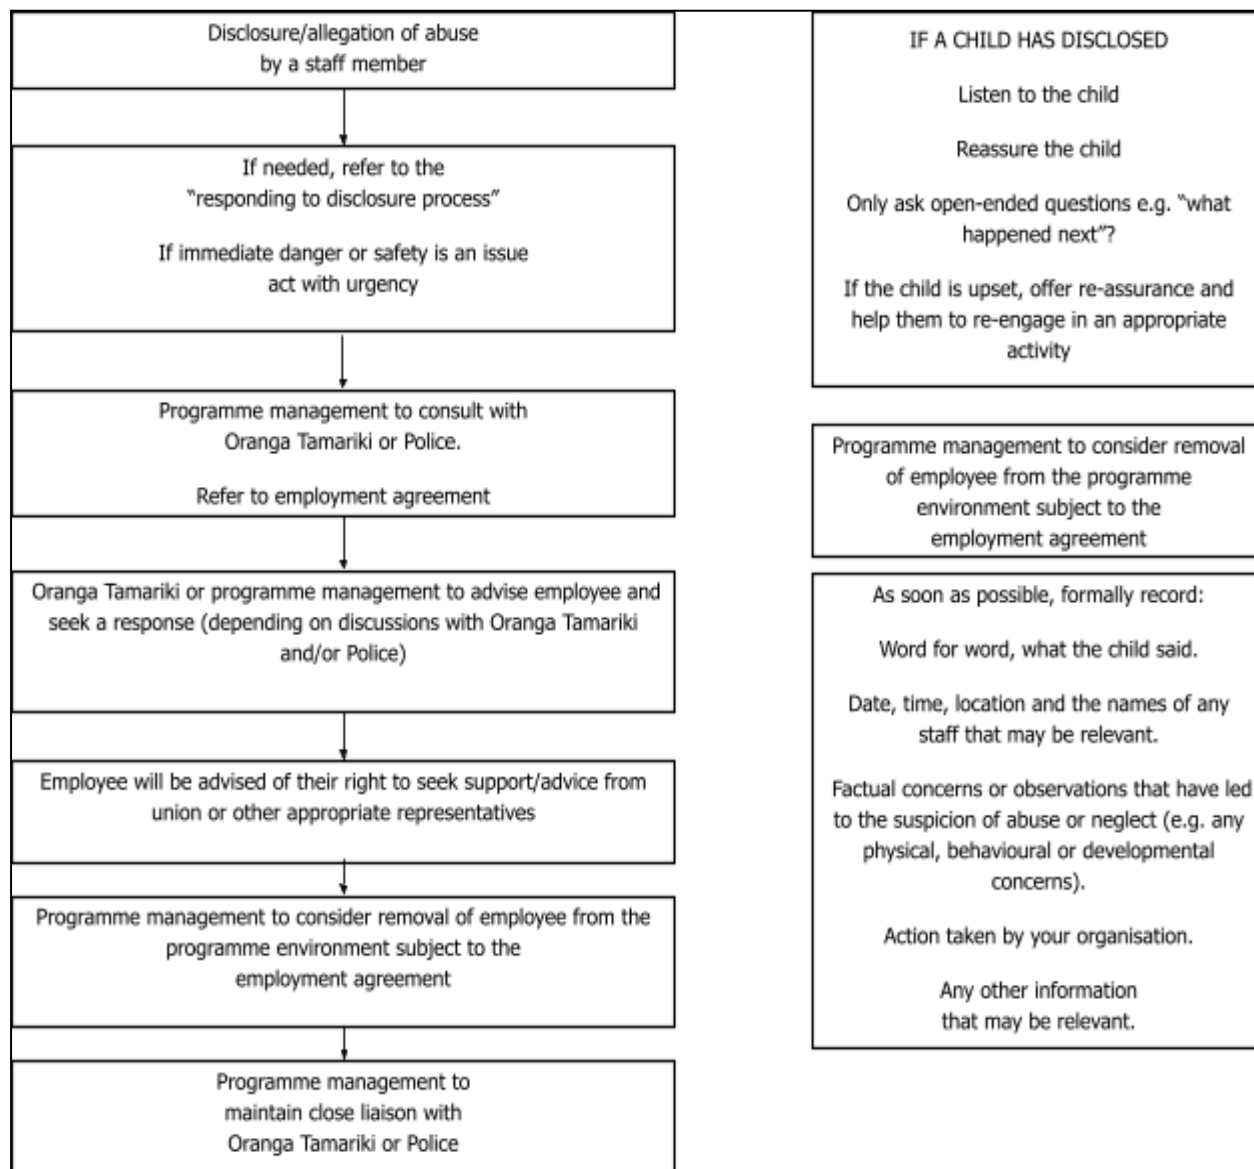 Disclosure/allegation of abuse
by a staff member
If needed, refer to the
“responding to disclosure process”
If immediate danger or safety is an issue
act with urgency
Programme management to consult with
Oranga Tamariki or Police.
Refer to employment agreement
Oranga Tamariki or programme management to advise employee and
seek a response (depending on discussions with Oranga Tamariki
and/or Police)
Employee will be advised of their right to seek support/advice from
union or other appropriate representatives
Programme management to consider removal of employee from the
programme environment subject to the
employment agreement
Programme management to
maintain close liaison with
Oranga Tamariki or Police
IF A CHILD HAS DISCLOSED
Listen to the child
Reassure the child
Only ask open-ended questions e.g. “what
happened next”?
If the child is upset, offer re-assurance and
help them to re-engage in an appropriate
activity
Programme management to consider removal
of employee from the programme
environment subject to the
employment agreement
As soon as possible, formally record:
Word for word, what the child said.
Date, time, location and the names of any
staff that may be relevant.
Factual concerns or observations that have led
to the suspicion of abuse or neglect (e.g. any
physical, behavioural or developmental
concerns).
Action taken by your organisation.
Any other information
that may be relevant.